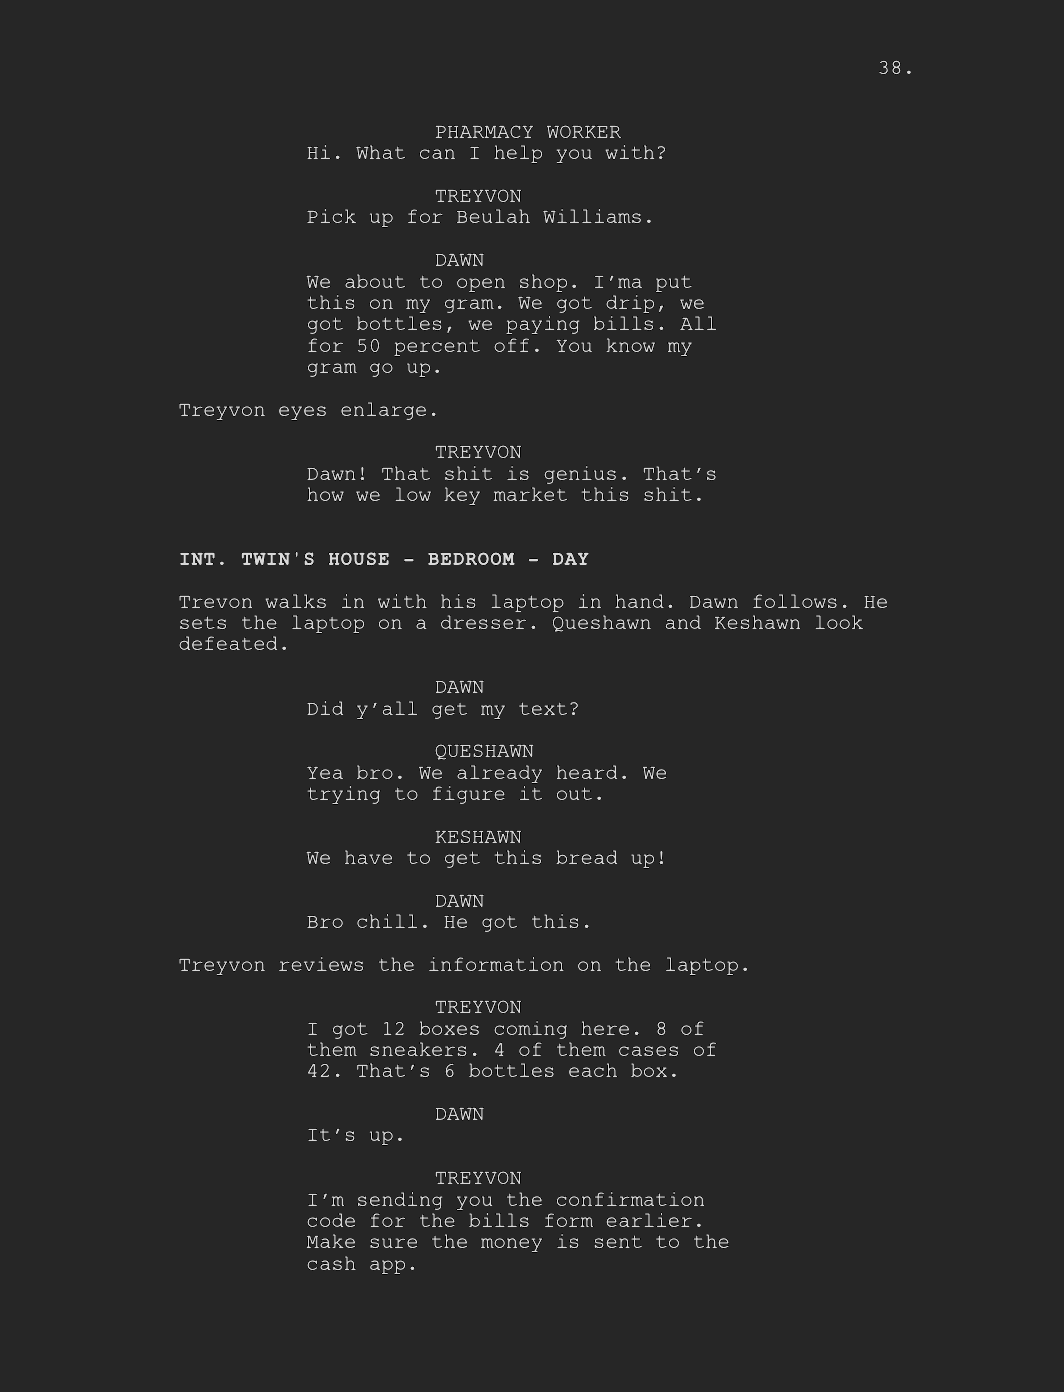 38.
PHARMACY WORKER
Hi. What can I help you with?
TREYVON
Pick up for Beulah Williams.
DAWN
We about to open shop. I’ma put
this on my gram. We got drip, we
got bottles, we paying bills. All
for 50 percent off. You know my
gram go up.
Treyvon eyes enlarge.
TREYVON
Dawn! That shit is genius. That’s
how we low key market this shit.
INT. TWIN'S HOUSE - BEDROOM - DAY
Trevon walks in with his laptop in hand. Dawn follows. He
sets the laptop on a dresser. Queshawn and Keshawn look
defeated.
DAWN
Did y’all get my text?
QUESHAWN
Yea bro. We already heard. We
trying to figure it out.
KESHAWN
We have to get this bread up!
DAWN
Bro chill. He got this.
Treyvon reviews the information on the laptop.
TREYVON
I got 12 boxes coming here. 8 of
them sneakers. 4 of them cases of
42. That’s 6 bottles each box.
DAWN
It’s up.
TREYVON
I’m sending you the confirmation
code for the bills form earlier.
Make sure the money is sent to the
cash app.